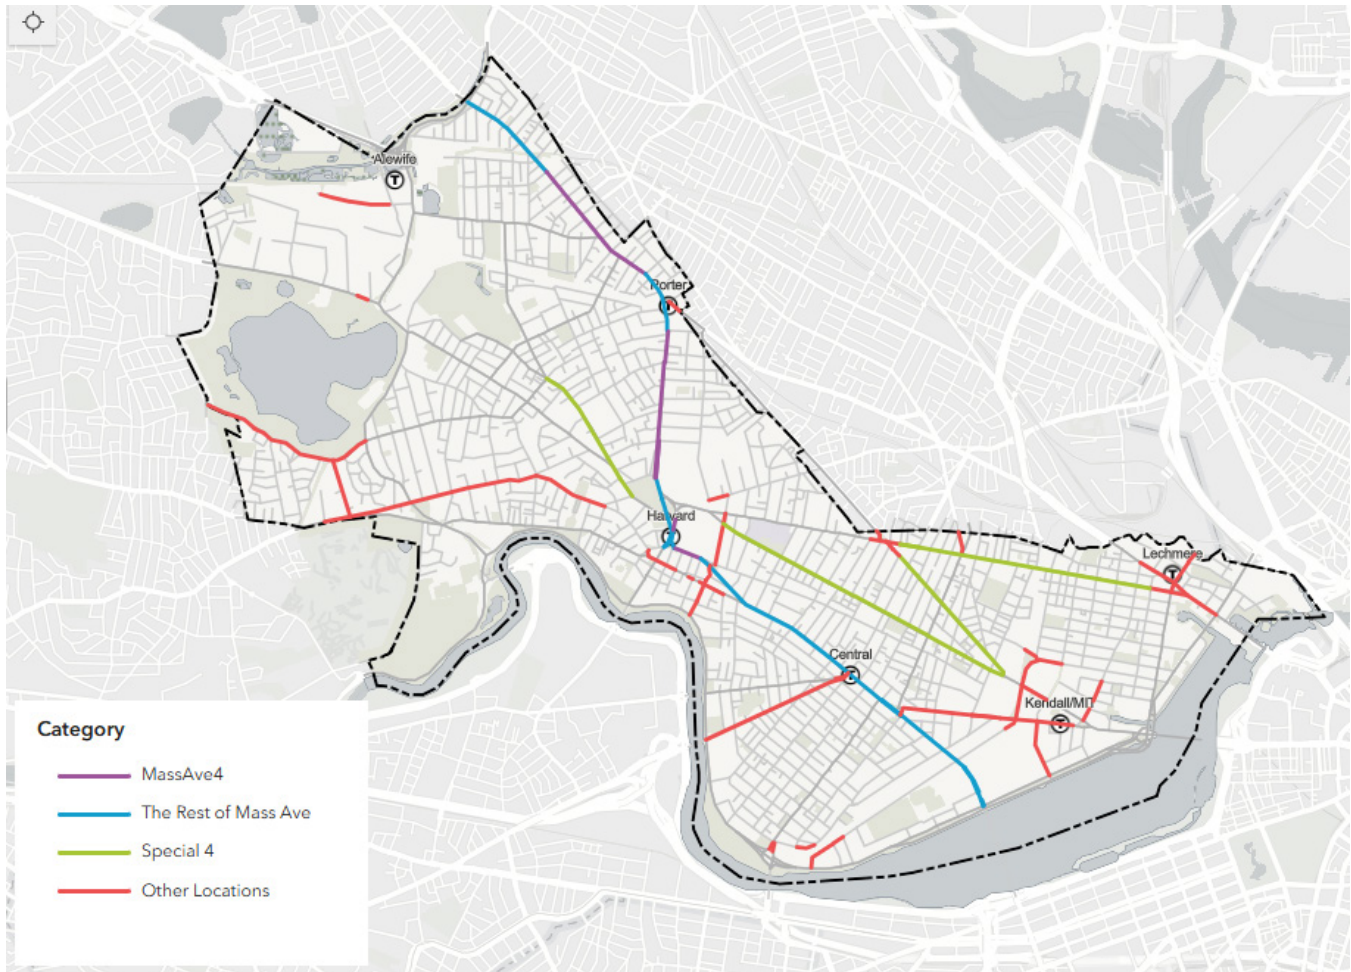 Alewife
T
Porter
Harvard
Lechmere
T
Central
T
Kendall/MIT
T
Category
MassAve4
The Rest of Mass Ave
Special 4
Other Locations